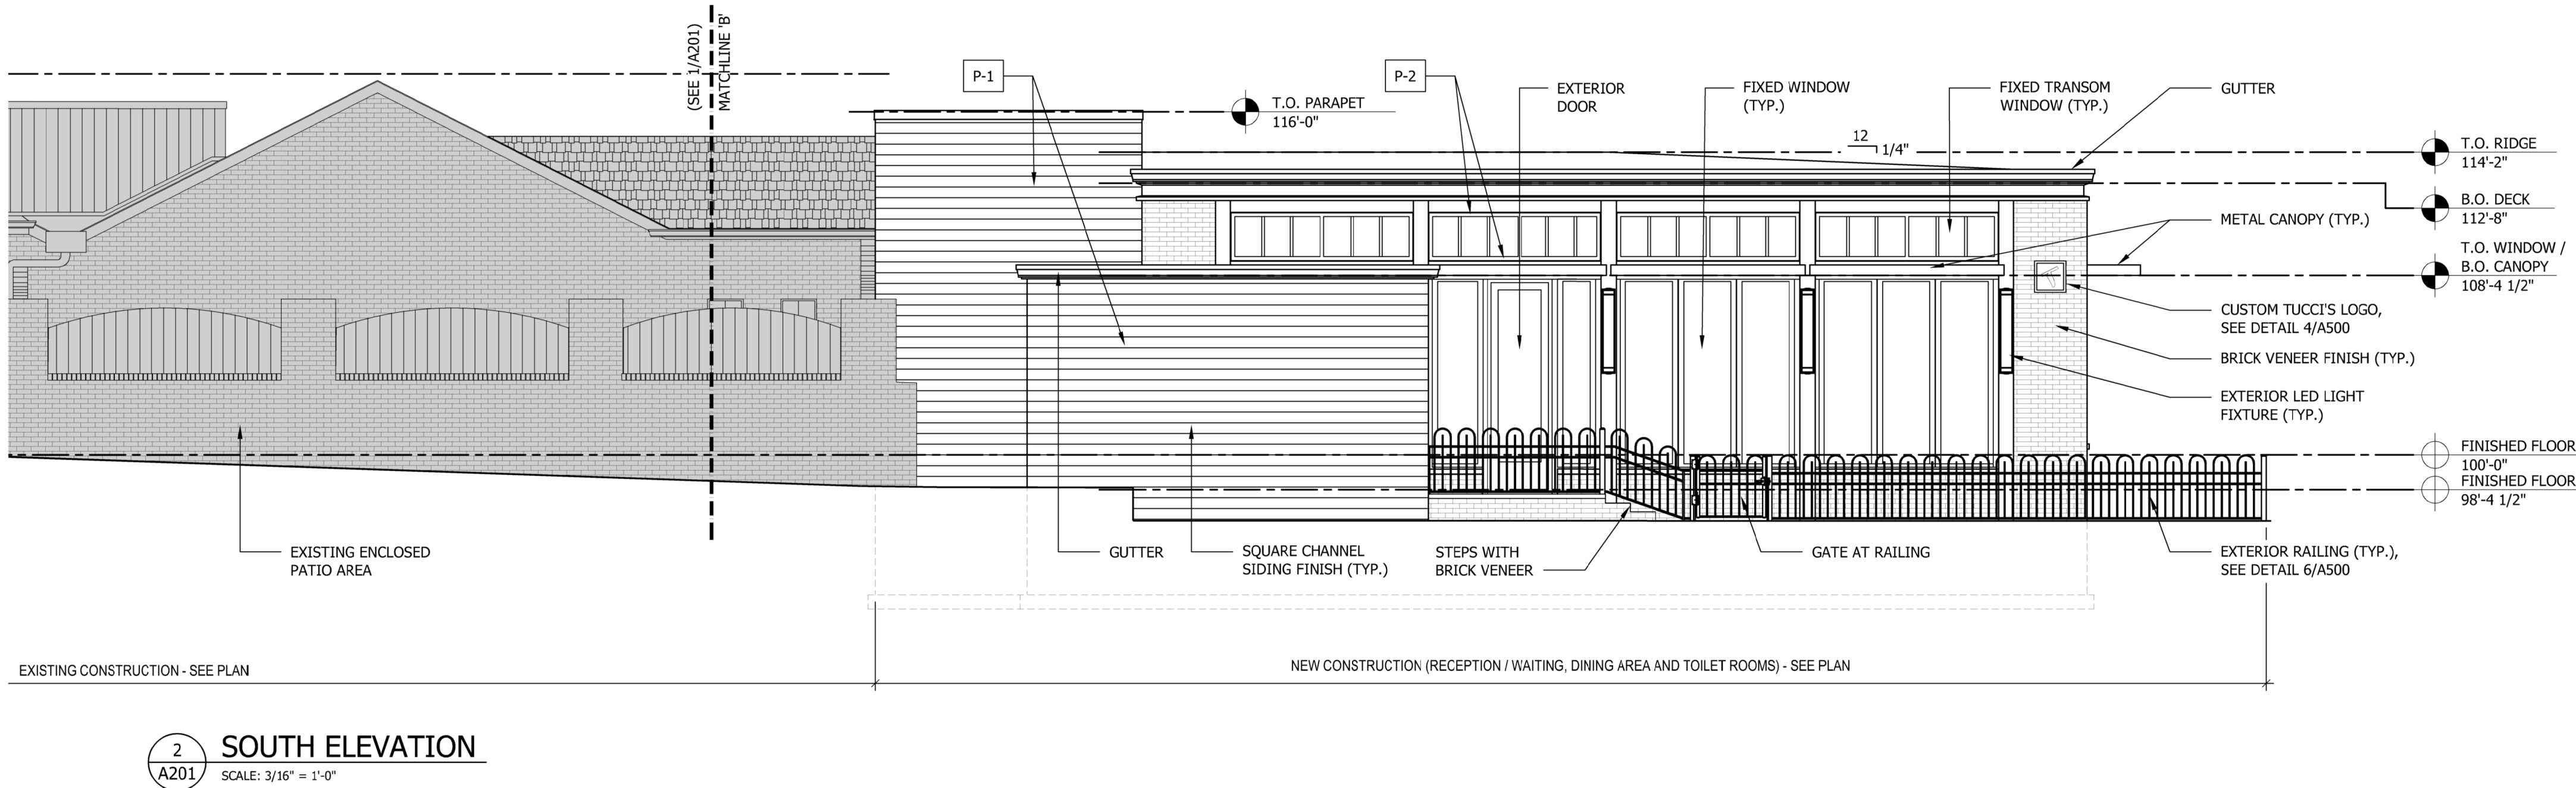 (SEE 1/A201)
MATCHLINE 'B'
P-1
T.O. PARAPET
116'-0"
P-2
EXTERIOR
DOOR
FIXED WINDOW
(TYP.)
FIXED TRANSOM
WINDOW (TYP.)
GUTTER
12
1/4"
T.O. RIDGE
114'-2"
B.O. DECK
112'-8"
METAL CANOPY (TYP.)
T.O. WINDOW /
B.O. CANOPY
108'-4 1/2"
CUSTOM TUCCI'S LOGO,
SEE DETAIL 4/A500
BRICK VENEER FINISH (TYP.)
EXTERIOR LED LIGHT
FIXTURE (TYP.)
FINISHED FLOOR
100'-0"
FINISHED FLOOR
98'-4 1/2"
EXISTING ENCLOSED
PATIO AREA
GUTTER
SQUARE CHANNEL
SIDING FINISH (TYP.)
STEPS WITH
BRICK VENEER
GATE AT RAILING
EXTERIOR RAILING (TYP.),
SEE DETAIL 6/A500
EXISTING CONSTRUCTION - SEE PLAN
NEW CONSTRUCTION (RECEPTION / WAITING, DINING AREA AND TOILET ROOMS) - SEE PLAN
2
A201
SOUTH ELEVATION
SCALE: 3/16" = 1'-0"